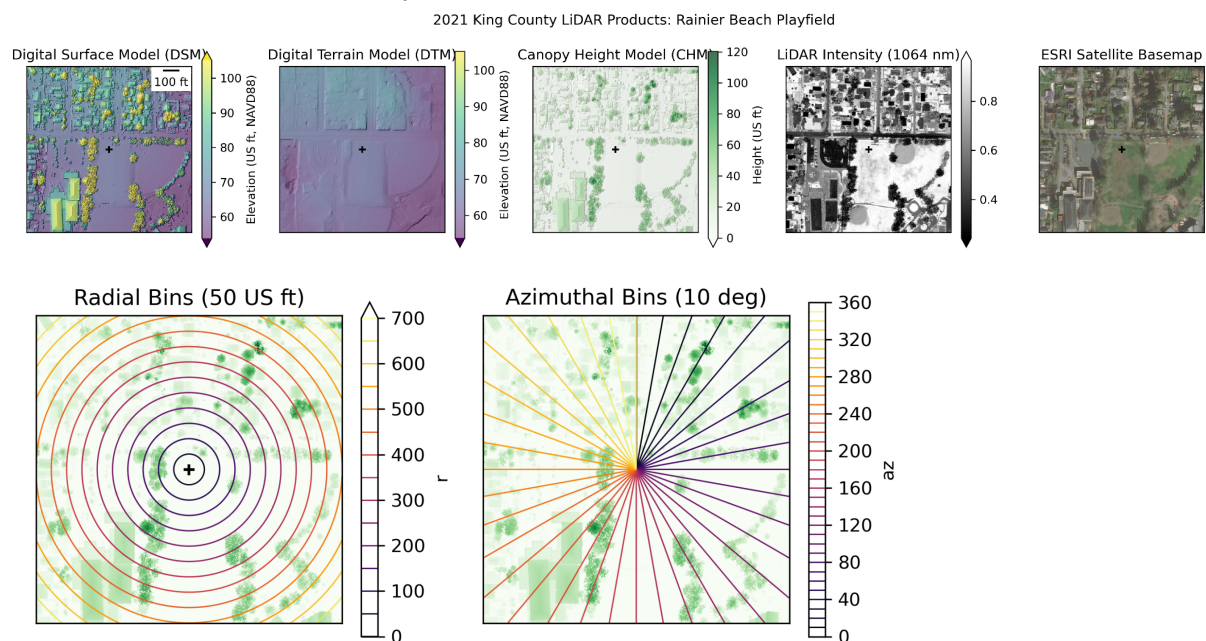 2021 King County LiDAR Products: Rainier Beach Playfield
Digital Surface Model (DSM)
100 ft
100
90
80
70
60
Elevation (US ft, NAVD88)
Digital Terrain Model (DTM)
100
90
80
70
60
Elevation (US ft, NAVD88)
Canopy Height Model (CHM)
120
100
80
60
40
20
0
Height (US ft)
LiDAR Intensity (1064 nm)
0.8
0.6
0.4
ESRI Satellite Basemap
Radial Bins (50 US ft)
700
600
500
400
300
200
100
0
r
Azimuthal Bins (10 deg)
360
320
280
240
200
160
120
80
40
0
az